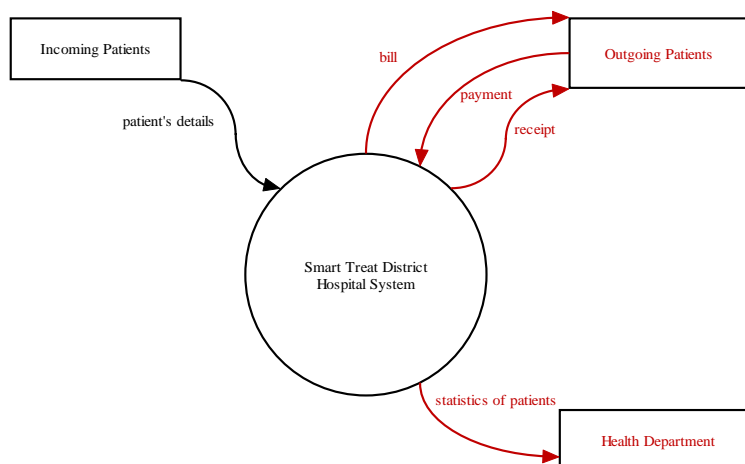 Incoming Patients
bill
Outgoing Patients
payment
patient's details
receipt
Smart Treat District
Hospital System
statistics of patients
Health Department